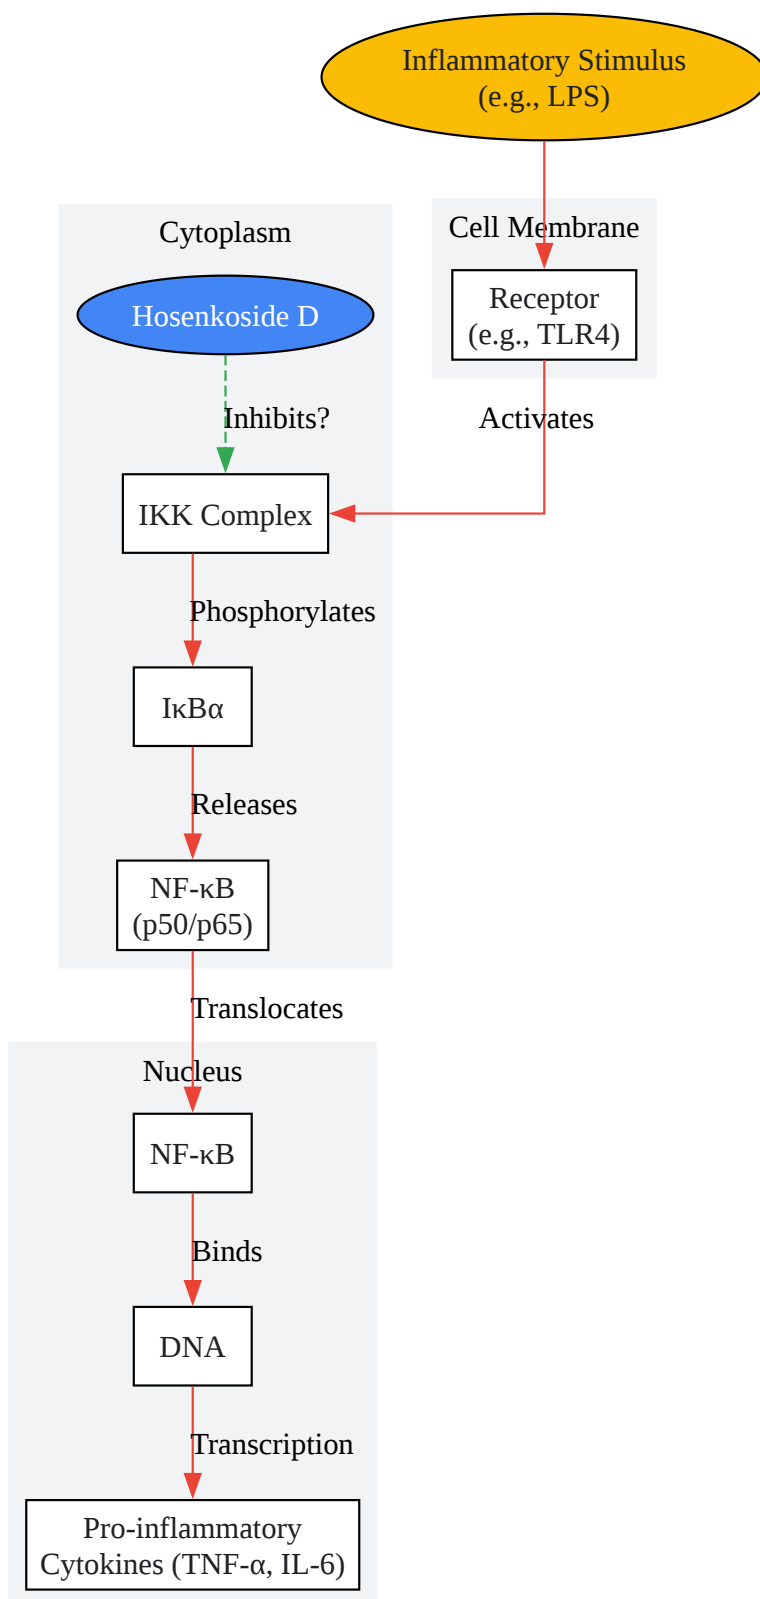 Inflammatory Stimulus
(e.g., LPS)
Cytoplasm
Cell Membrane
Hosenkoside D
Receptor
(e.g., TLR4)
Inhibits?
Activates
IKK Complex
Phosphorylates
IκBα
Releases
NF-κB
(p50/p65)
Translocates
Nucleus
NF-κB
Binds
DNA
Transcription
Pro-inflammatory
Cytokines (TNF-α, IL-6)